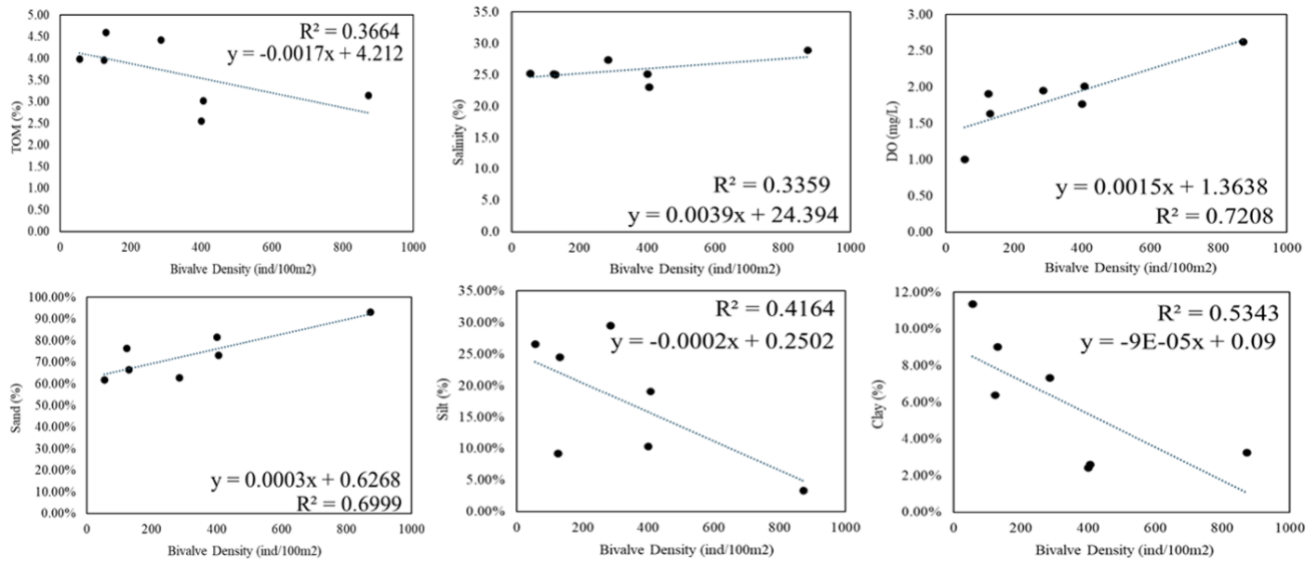 5.00
4.50
4.00
3.50
3.00
2.50
2.00
1.50
1.00
0.50
0.00
TOM (%)
R² = 0.3664
y = -0.0017x + 4.212
0 200 400 600 800 1000
Bivalve Density (ind/100m2)
35.0
30.0
25.0
20.0
15.0
10.0
5.0
0.0
Salinity (%)
R² = 0.3359
y = 0.0039x + 24.394
0 200 400 600 800 1000
Bivalve Density (ind/100m2)
3.00
2.50
2.00
1.50
1.00
0.50
0.00
DO (mg/L)
y = 0.0015x + 1.3638
R² = 0.7208
0 200 400 600 800 1000
Bivalve Density (ind/100m2)
100.00%
90.00%
80.00%
70.00%
60.00%
50.00%
40.00%
30.00%
20.00%
10.00%
0.00%
Sand (%)
y = 0.0003x + 0.6268
R² = 0.6999
0 200 400 600 800 1000
Bivalve Density (ind/100m2)
35.00%
30.00%
25.00%
20.00%
15.00%
10.00%
5.00%
0.00%
Silt (%)
R² = 0.4164
y = -0.0002x + 0.2502
0 200 400 600 800 1000
Bivalve Density (ind/100m2)
12.00%
10.00%
8.00%
6.00%
4.00%
2.00%
0.00%
Clay (%)
R² = 0.5343
y = -9E-05x + 0.09
0 200 400 600 800 1000
Bivalve Density (ind/100m2)